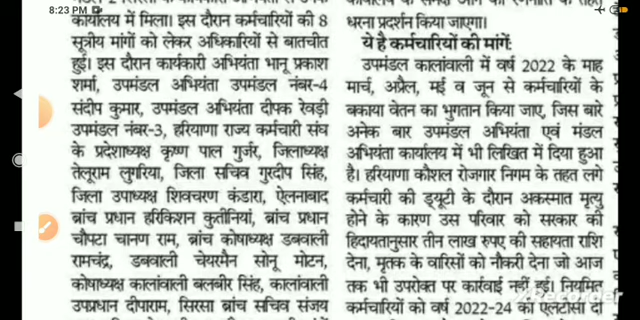 8:23 PM
कार्यालय में मिला। इस दौरान कर्मचारियों की 8
सूत्रीय मांगों को लेकर अधिकारियों से बातचीत
हुई। इस दौरान कार्यकारी अभियंता भानू प्रकाश
शर्मा, उपमंडल अभियंता उपमंडल नंबर-4
संदीप कुमार, उपमंडल अभियंता दीपक रेवड़ी
उपमंडल नंबर-3, हरियाणा राज्य कर्मचारी संघ
के प्रदेशाध्यक्ष कृष्ण पाल गुर्जर, जिलाध्यक्ष
तेलूराम लुगरिया, जिला सचिव गुरदीप सिंह,
जिला उपाध्यक्ष शिवचरण कंडारा, ऐलनाबाद
ब्रांच प्रधान हरिकिशन कुतीनियां, ब्रांच प्रधान
चौपटा चानण राम, ब्रांच कोषाध्यक्ष डबवाली
रामचंद्र, डबवाली चेयरमैन सोनू मोटन,
कोषाध्यक्ष कालांवाली बलबीर सिंह, कालांवाली
उपप्रधान दीपाराम, सिरसा ब्रांच सचिव संजय
धरना प्रदर्शन किया जाएगा।
ये है कर्मचारियों की मांगें:
उपमंडल कालांवाली में वर्ष 2022 के माह
मार्च, अप्रैल, मई व जून से कर्मचारियों के
बकाया वेतन का भुगतान किया जाए, जिस बारे
अनेक बार उपमंडल अभियंता एवं मंडल
अभियंता कार्यालय में भी लिखित में दिया हुआ
है। हरियाणा कौशल रोजगार निगम के तहत लगे
कर्मचारी की ड्यूटी के दौरान अकस्मात मृत्यु
होने के कारण उस परिवार को सरकार की
हिदायतानुसार तीन लाख रुपए की सहायता राशि
देना, मृतक के वारिसों को नौकरी देना जो आज
तक भी उपरोक्त पर कार्रवाई नहीं हुई। नियमित
कर्मचारियों को वर्ष 2022-24 की एलटीसी दी